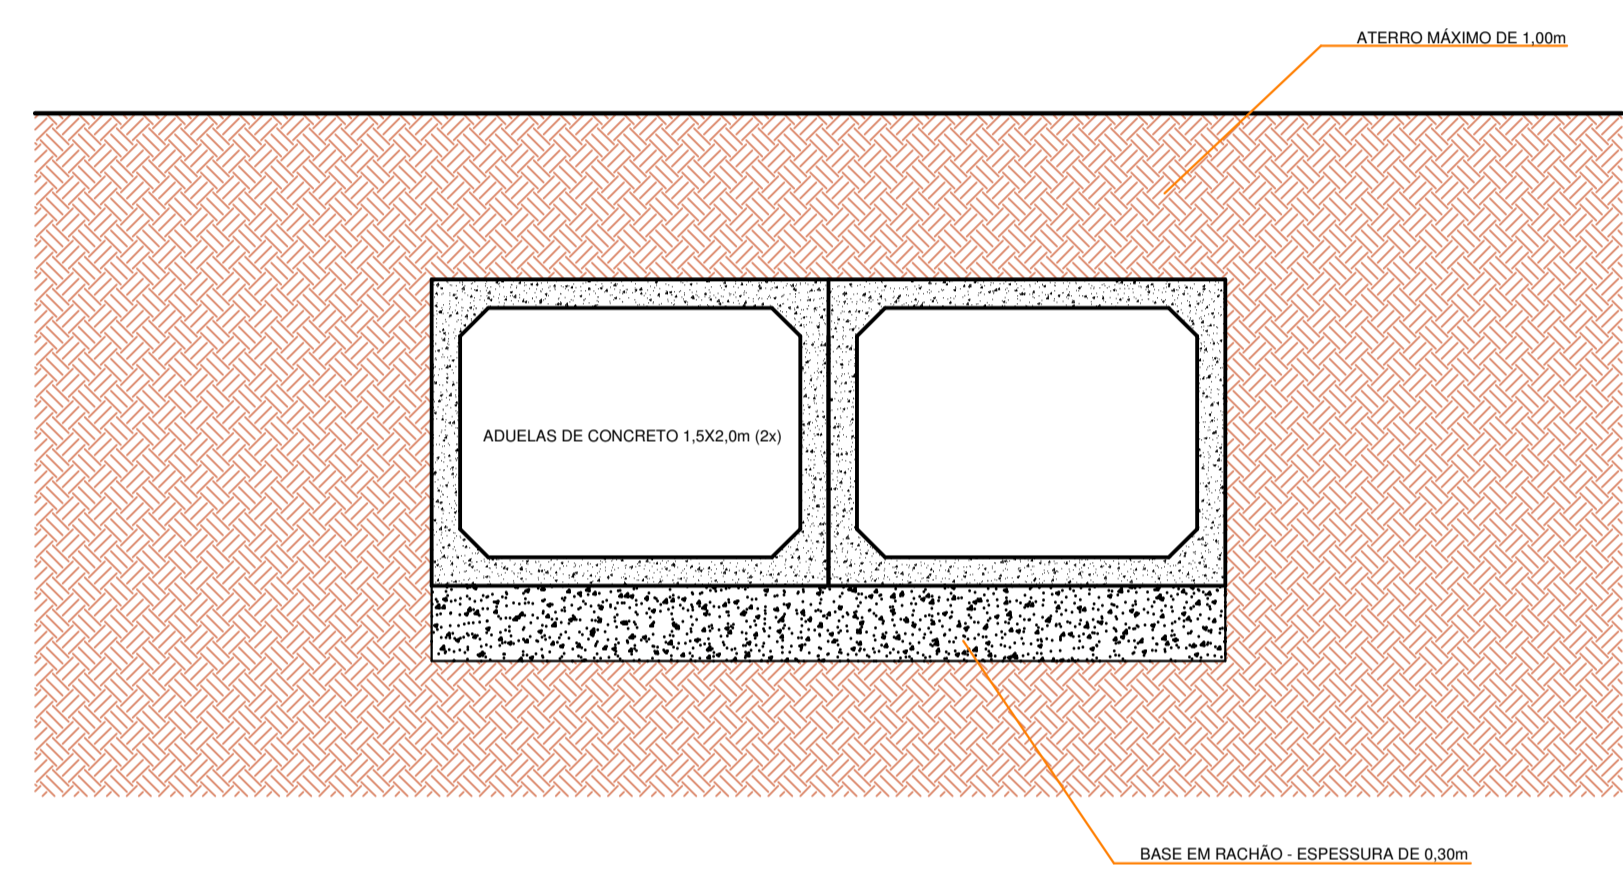 ATERRO MÁXIMO DE 1,00m
ADUELAS DE CONCRETO 1,5X2,0m (2x)
BASE EM RACHÃO - ESPESSURA DE 0,30m